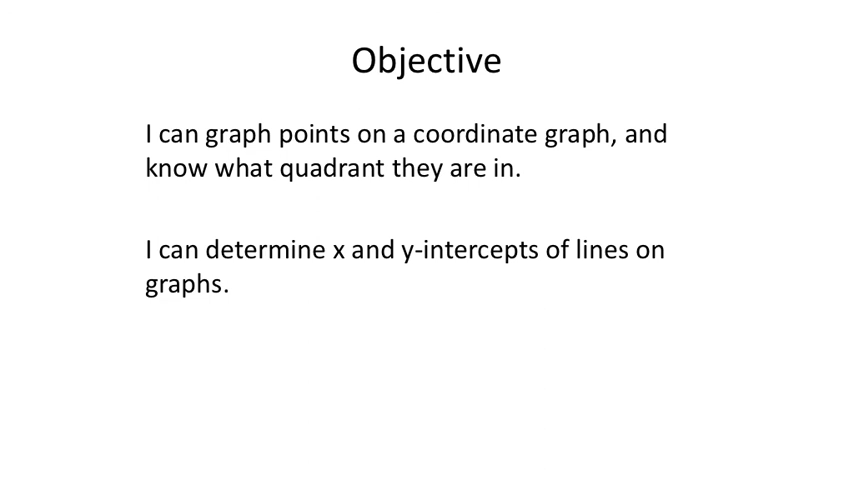 Objective
I can graph points on a coordinate graph, and
know what quadrant they are in.
I can determine x and y-intercepts of lines on
graphs.